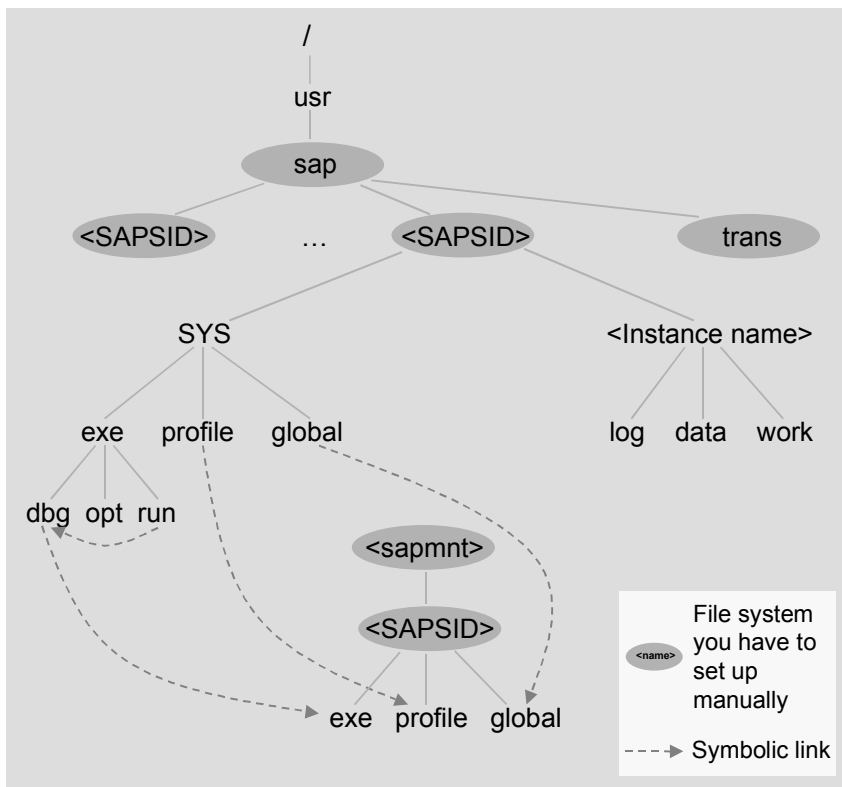 /
usr
sap
<SAPSID> ... <SAPSID> trans
SYS <Instance name>
exe profile global log data work
dbg opt run
<sapmnt>
<SAPSID>
exe profile global
<name> File system
you have to
set up
manually
Symbolic link